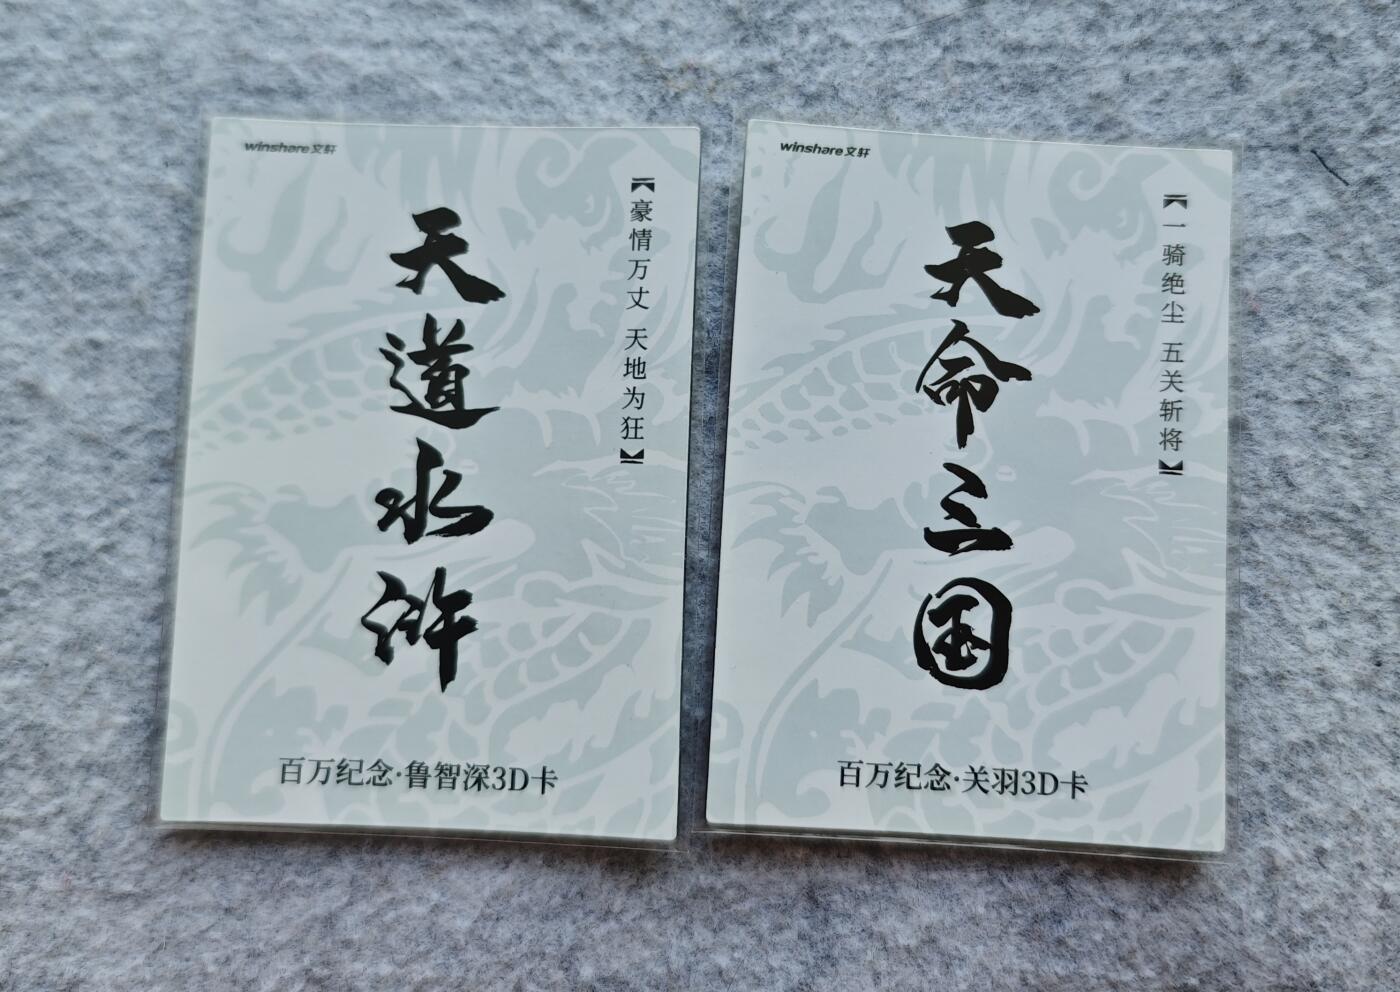 winshare文轩
【豪情万丈 天地为狂】
天道水浒
百万纪念·鲁智深3D卡
winshare文轩
【一骑绝尘 五关斩将】
天命三国
百万纪念·关羽3D卡